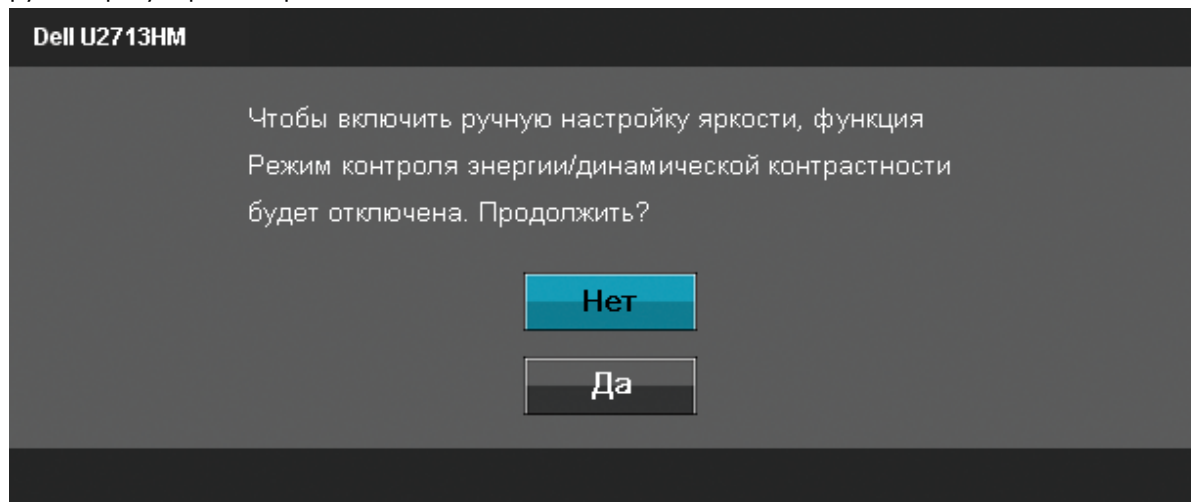 Dell U2713HM
Чтобы включить ручную настройку яркости, функция
Режим контроля энергии/динамической контрастности
будет отключена. Продолжить?
Нет
Да